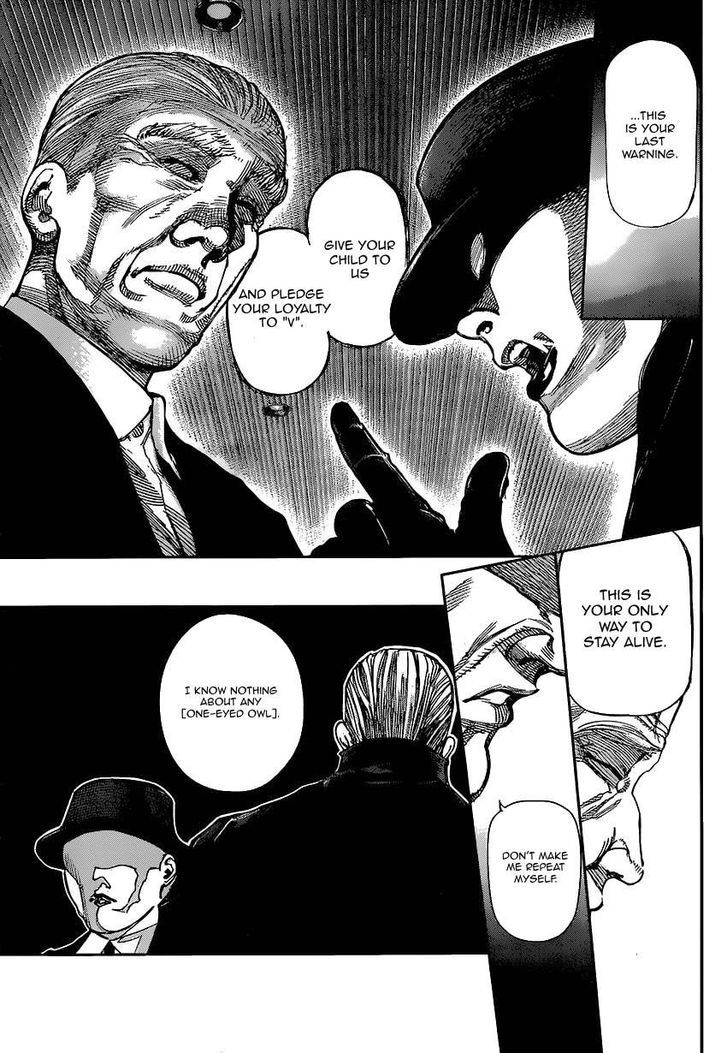 ...THIS
IS YOUR
LAST
WARNING.
GIVE YOUR
CHILD TO
US
AND PLEDGE
YOUR LOYALTY
TO "V".
THIS IS
YOUR ONLY
WAY TO
STAY ALIVE.
DON'T MAKE
ME REPEAT
MYSELF.
I KNOW NOTHING
ABOUT ANY
[ONE-EYED OWL].